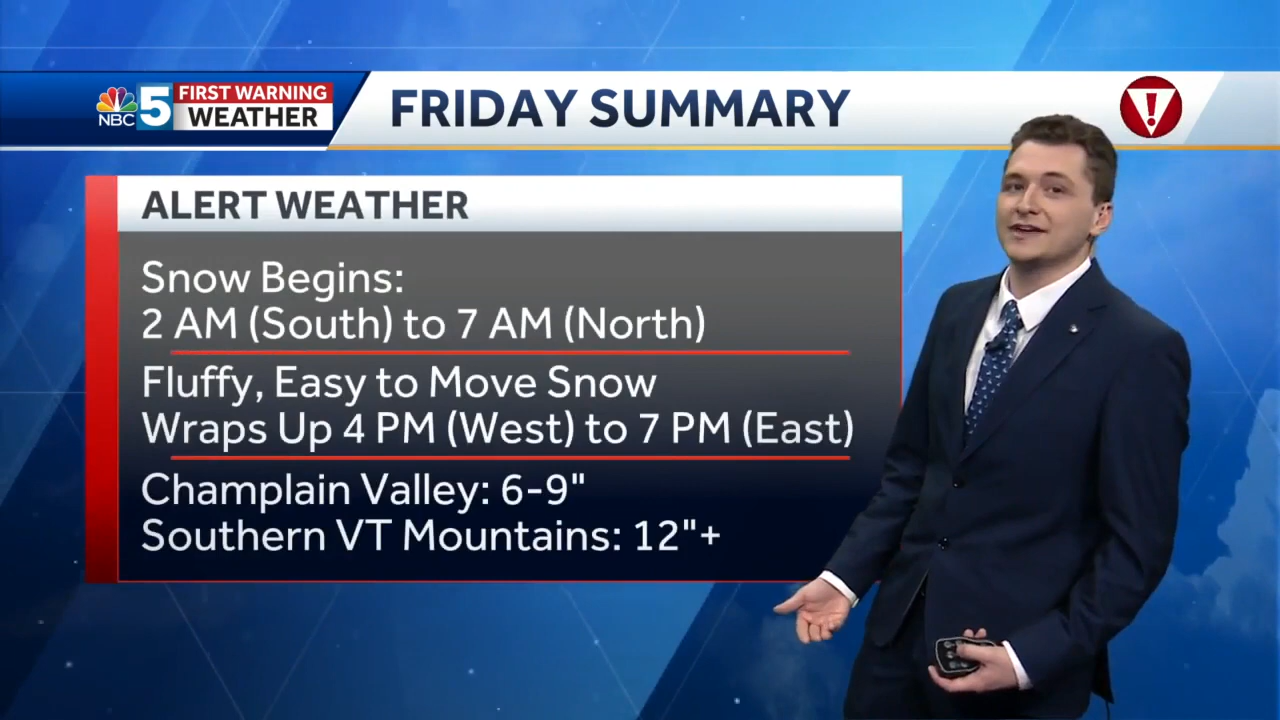 NBC 5 FIRST WARNING
WEATHER
FRIDAY SUMMARY
ALERT WEATHER
Snow Begins:
2 AM (South) to 7 AM (North)
Fluffy, Easy to Move Snow
Wraps Up 4 PM (West) to 7 PM (East)
Champlain Valley: 6-9"
Southern VT Mountains: 12"+